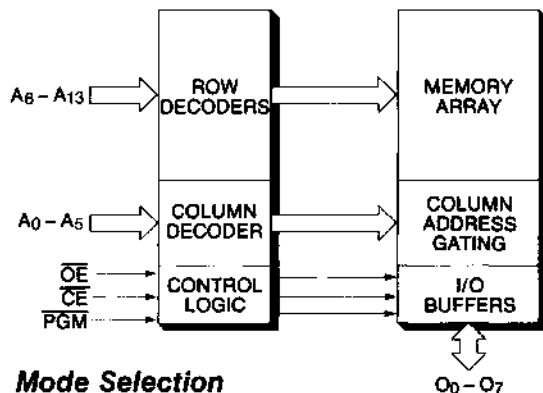 A6 – A13
ROW
DECODERS
MEMORY
ARRAY
A0 – A5
COLUMN
DECODER
COLUMN
ADDRESS
GATING
OE
CE
PGM
CONTROL
LOGIC
I/O
BUFFERS
Mode Selection
O0 – O7